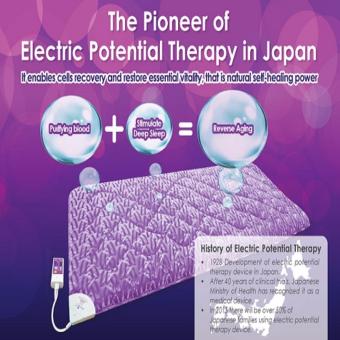 The Pioneer of
Electric Potential Therapy in Japan
It enables cells recovery and restore essential vitality, that is natural self-healing power
Purifying blood
+
Stimulate
Deep Sleep
=
Reverse Aging
History of Electric Potential Therapy
• 1928 Development of electric potential
therapy device in Japan.
• After 40 years of clinical trials, Japanese
Ministry of Health has recognized it as a
medical device.
• In 2015 there will be over 50% of
Japanese families using electric potential
therapy device.